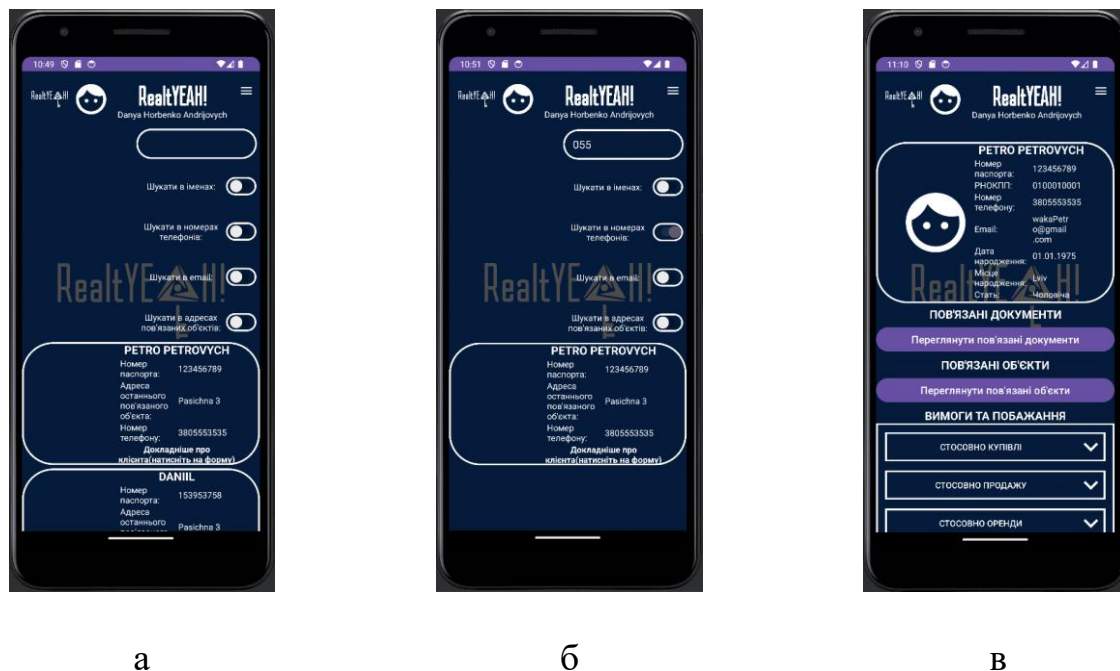 10:49
RealtYEAH!
RealtYEAH!
Danya Horbenko Andrijovych
Шукати в іменах:
Шукати в номерах
телефонів:
Шукати в email:
RealtYEAH!
Шукати в адресах
пов'язаних об'єктів:
PETRO PETROVYCH
Номер
паспорта:
123456789
Адреса
останнього
пов'язаного
об'єкта:
Pasichna 3
Номер
телефону:
3805553535
Докладніше про
клієнта(натисніть на форму)
DANIIL
Номер
паспорта:
153953758
Адреса
останнього
Pasichna 3
а
10:51
RealtYEAH!
RealtYEAH!
Danya Horbenko Andrijovych
055
Шукати в іменах:
Шукати в номерах
телефонів:
Шукати в email:
RealtYEAH!
Шукати в адресах
пов'язаних об'єктів:
PETRO PETROVYCH
Номер
паспорта:
123456789
Адреса
останнього
пов'язаного
об'єкта:
Pasichna 3
Номер
телефону:
3805553535
Докладніше про
клієнта(натисніть на форму)
б
11:10
RealtYEAH!
RealtYEAH!
Danya Horbenko Andrijovych
PETRO PETROVYCH
Номер
паспорта:
123456789
РНОКПП: 0100010001
Номер
телефону:
3805553535
Email:
wakaPetr
o@gmail
.com
Дата
народження:
01.01.1975
Місце
народження:
Lviv
Стать: Чоловіча
RealtYEAH!
ПОВ'ЯЗАНІ ДОКУМЕНТИ
Переглянути пов'язані документи
ПОВ'ЯЗАНІ ОБ'ЄКТИ
Переглянути пов'язані об'єкти
ВИМОГИ ТА ПОБАЖАННЯ
СТОСОВНО КУПІВЛІ
СТОСОВНО ПРОДАЖУ
СТОСОВНО ОРЕНДИ
в